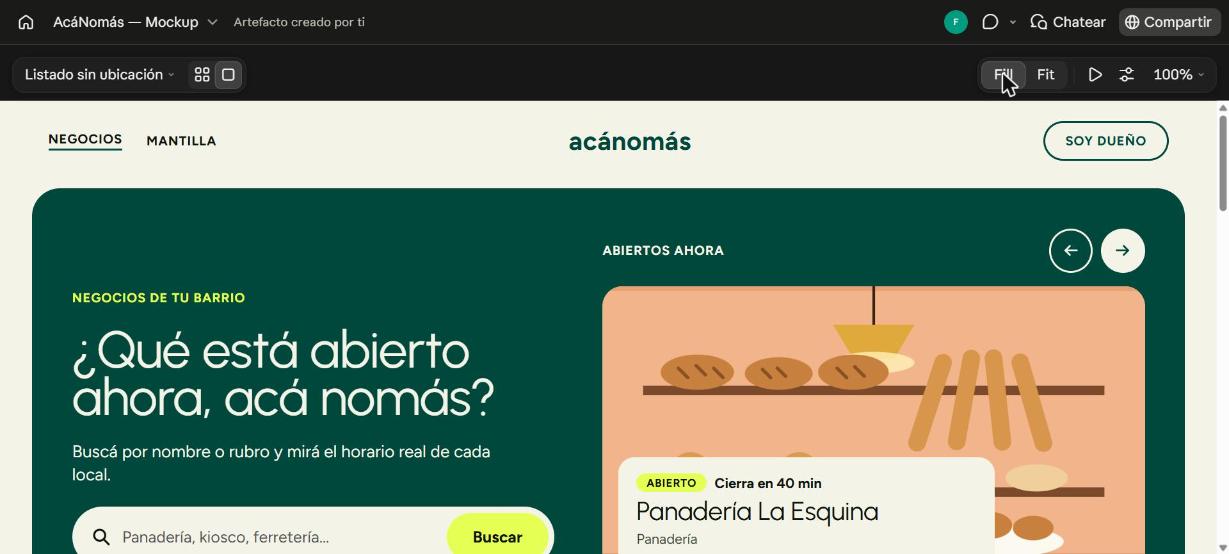 AcáNomás — Mockup
Artefacto creado por ti
F
Chatear
Compartir
Listado sin ubicación
Fill
Fit
100%
NEGOCIOS
MANTILLA
acánomás
SOY DUEÑO
ABIERTOS AHORA
NEGOCIOS DE TU BARRIO
¿Qué está abierto
ahora, acá nomás?
Buscá por nombre o rubro y mirá el horario real de cada
local.
Panadería, kiosco, ferretería...
Buscar
ABIERTO
Cierra en 40 min
Panadería La Esquina
Panadería